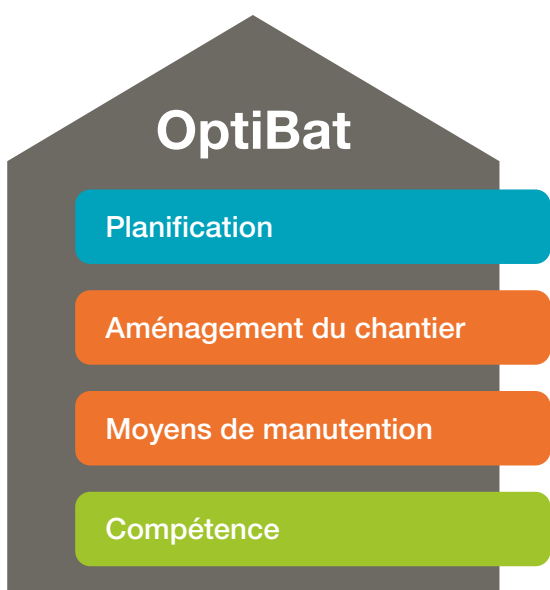 OptiBat
Planification
Aménagement du chantier
Moyens de manutention
Compétence